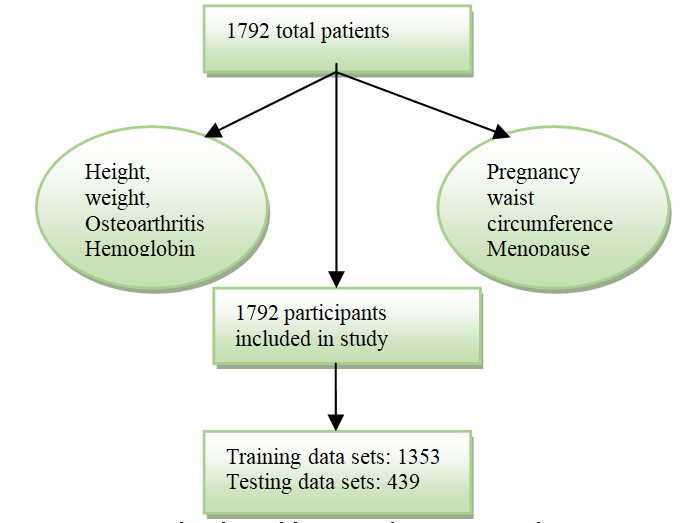 1792 total patients
Height,
weight,
Osteoarthritis
Hemoglobin
Pregnancy
waist
circumference
Menopause
1792 participants
included in study
Training data sets: 1353
Testing data sets: 439